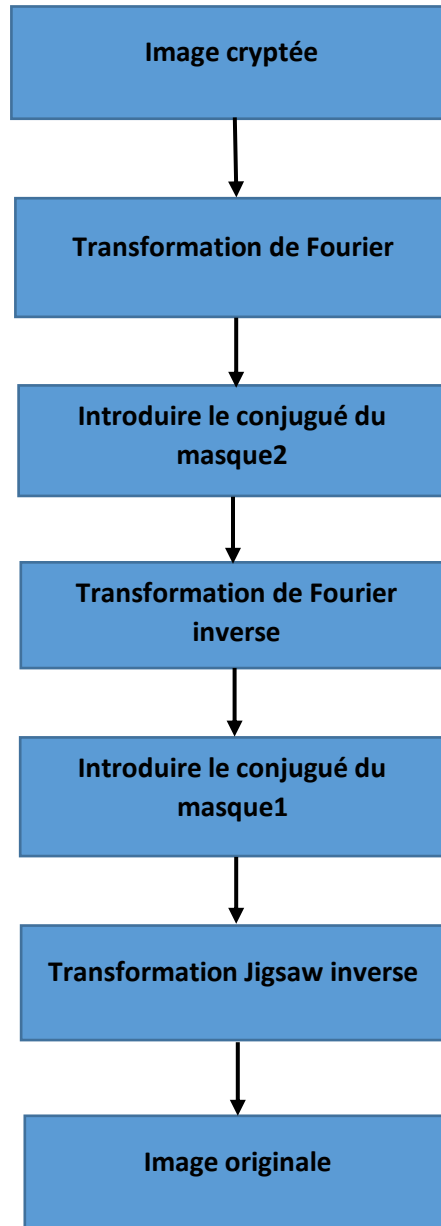 Image cryptée
Transformation de Fourier
Introduire le conjugué du
masque2
Transformation de Fourier
inverse
Introduire le conjugué du
masque1
Transformation Jigsaw inverse
Image originale